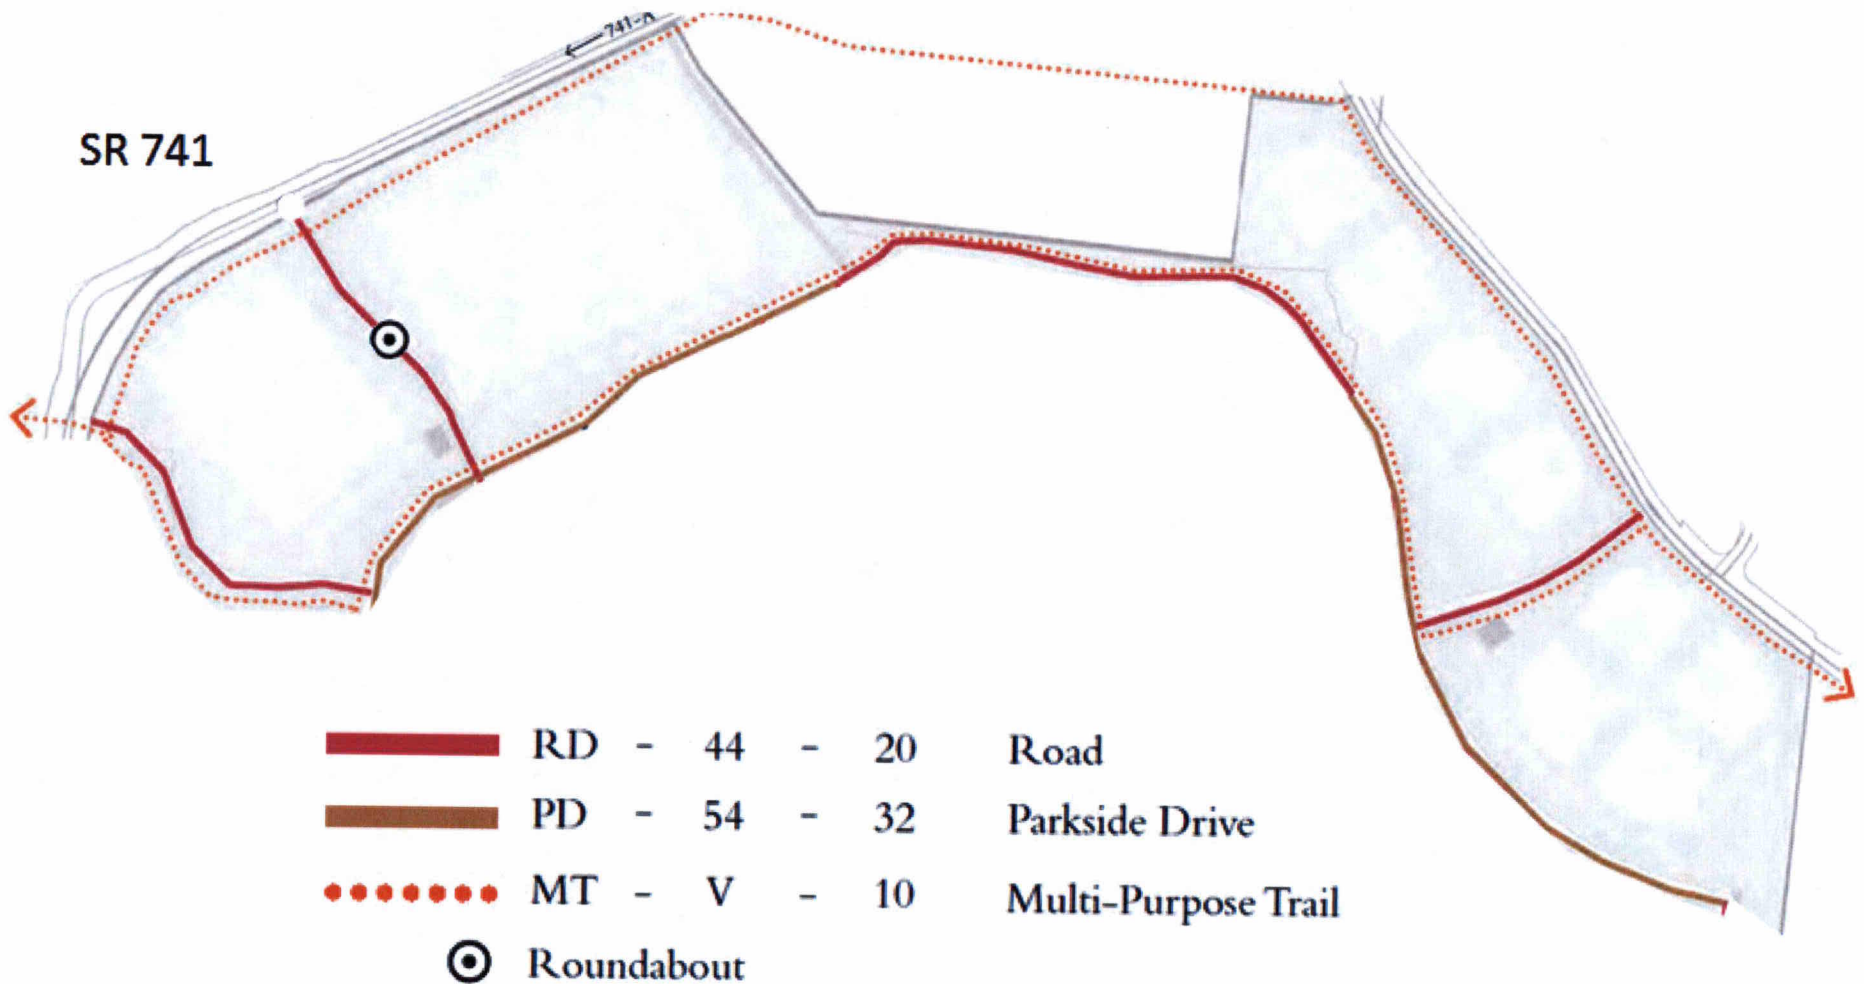 741-A
SR 741
RD - 44 - 20 Road
PD - 54 - 32 Parkside Drive
MT - V - 10 Multi-Purpose Trail
Roundabout